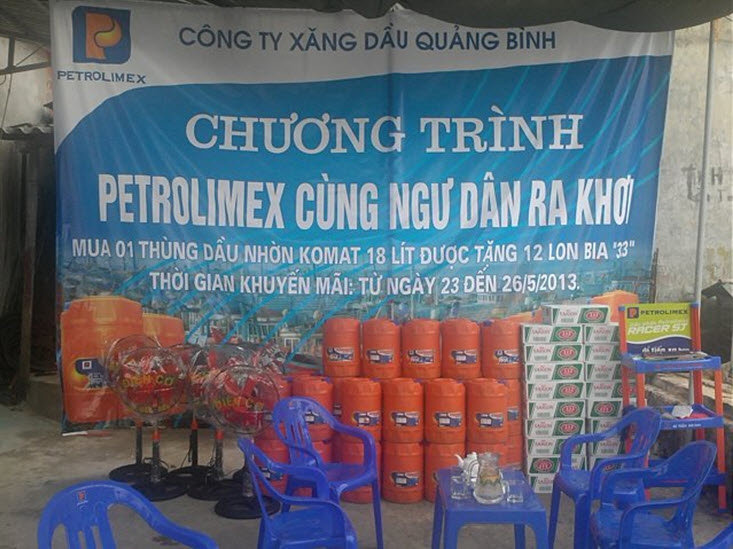 PETROLIMEX
CÔNG TY XĂNG DẦU QUẢNG BÌNH
CHƯƠNG TRÌNH
PETROLIMEX CÙNG NGƯ DÂN RA KHƠI
MUA 01 THÙNG DẦU NHỜN KOMAT 18 LÍT ĐƯỢC TẶNG 12 LON BIA "33"
THỜI GIAN KHUYẾN MÃI: TỪ NGÀY 23 ĐẾN 26/5/2013.
PETROLIMEX
RACER SJ
333